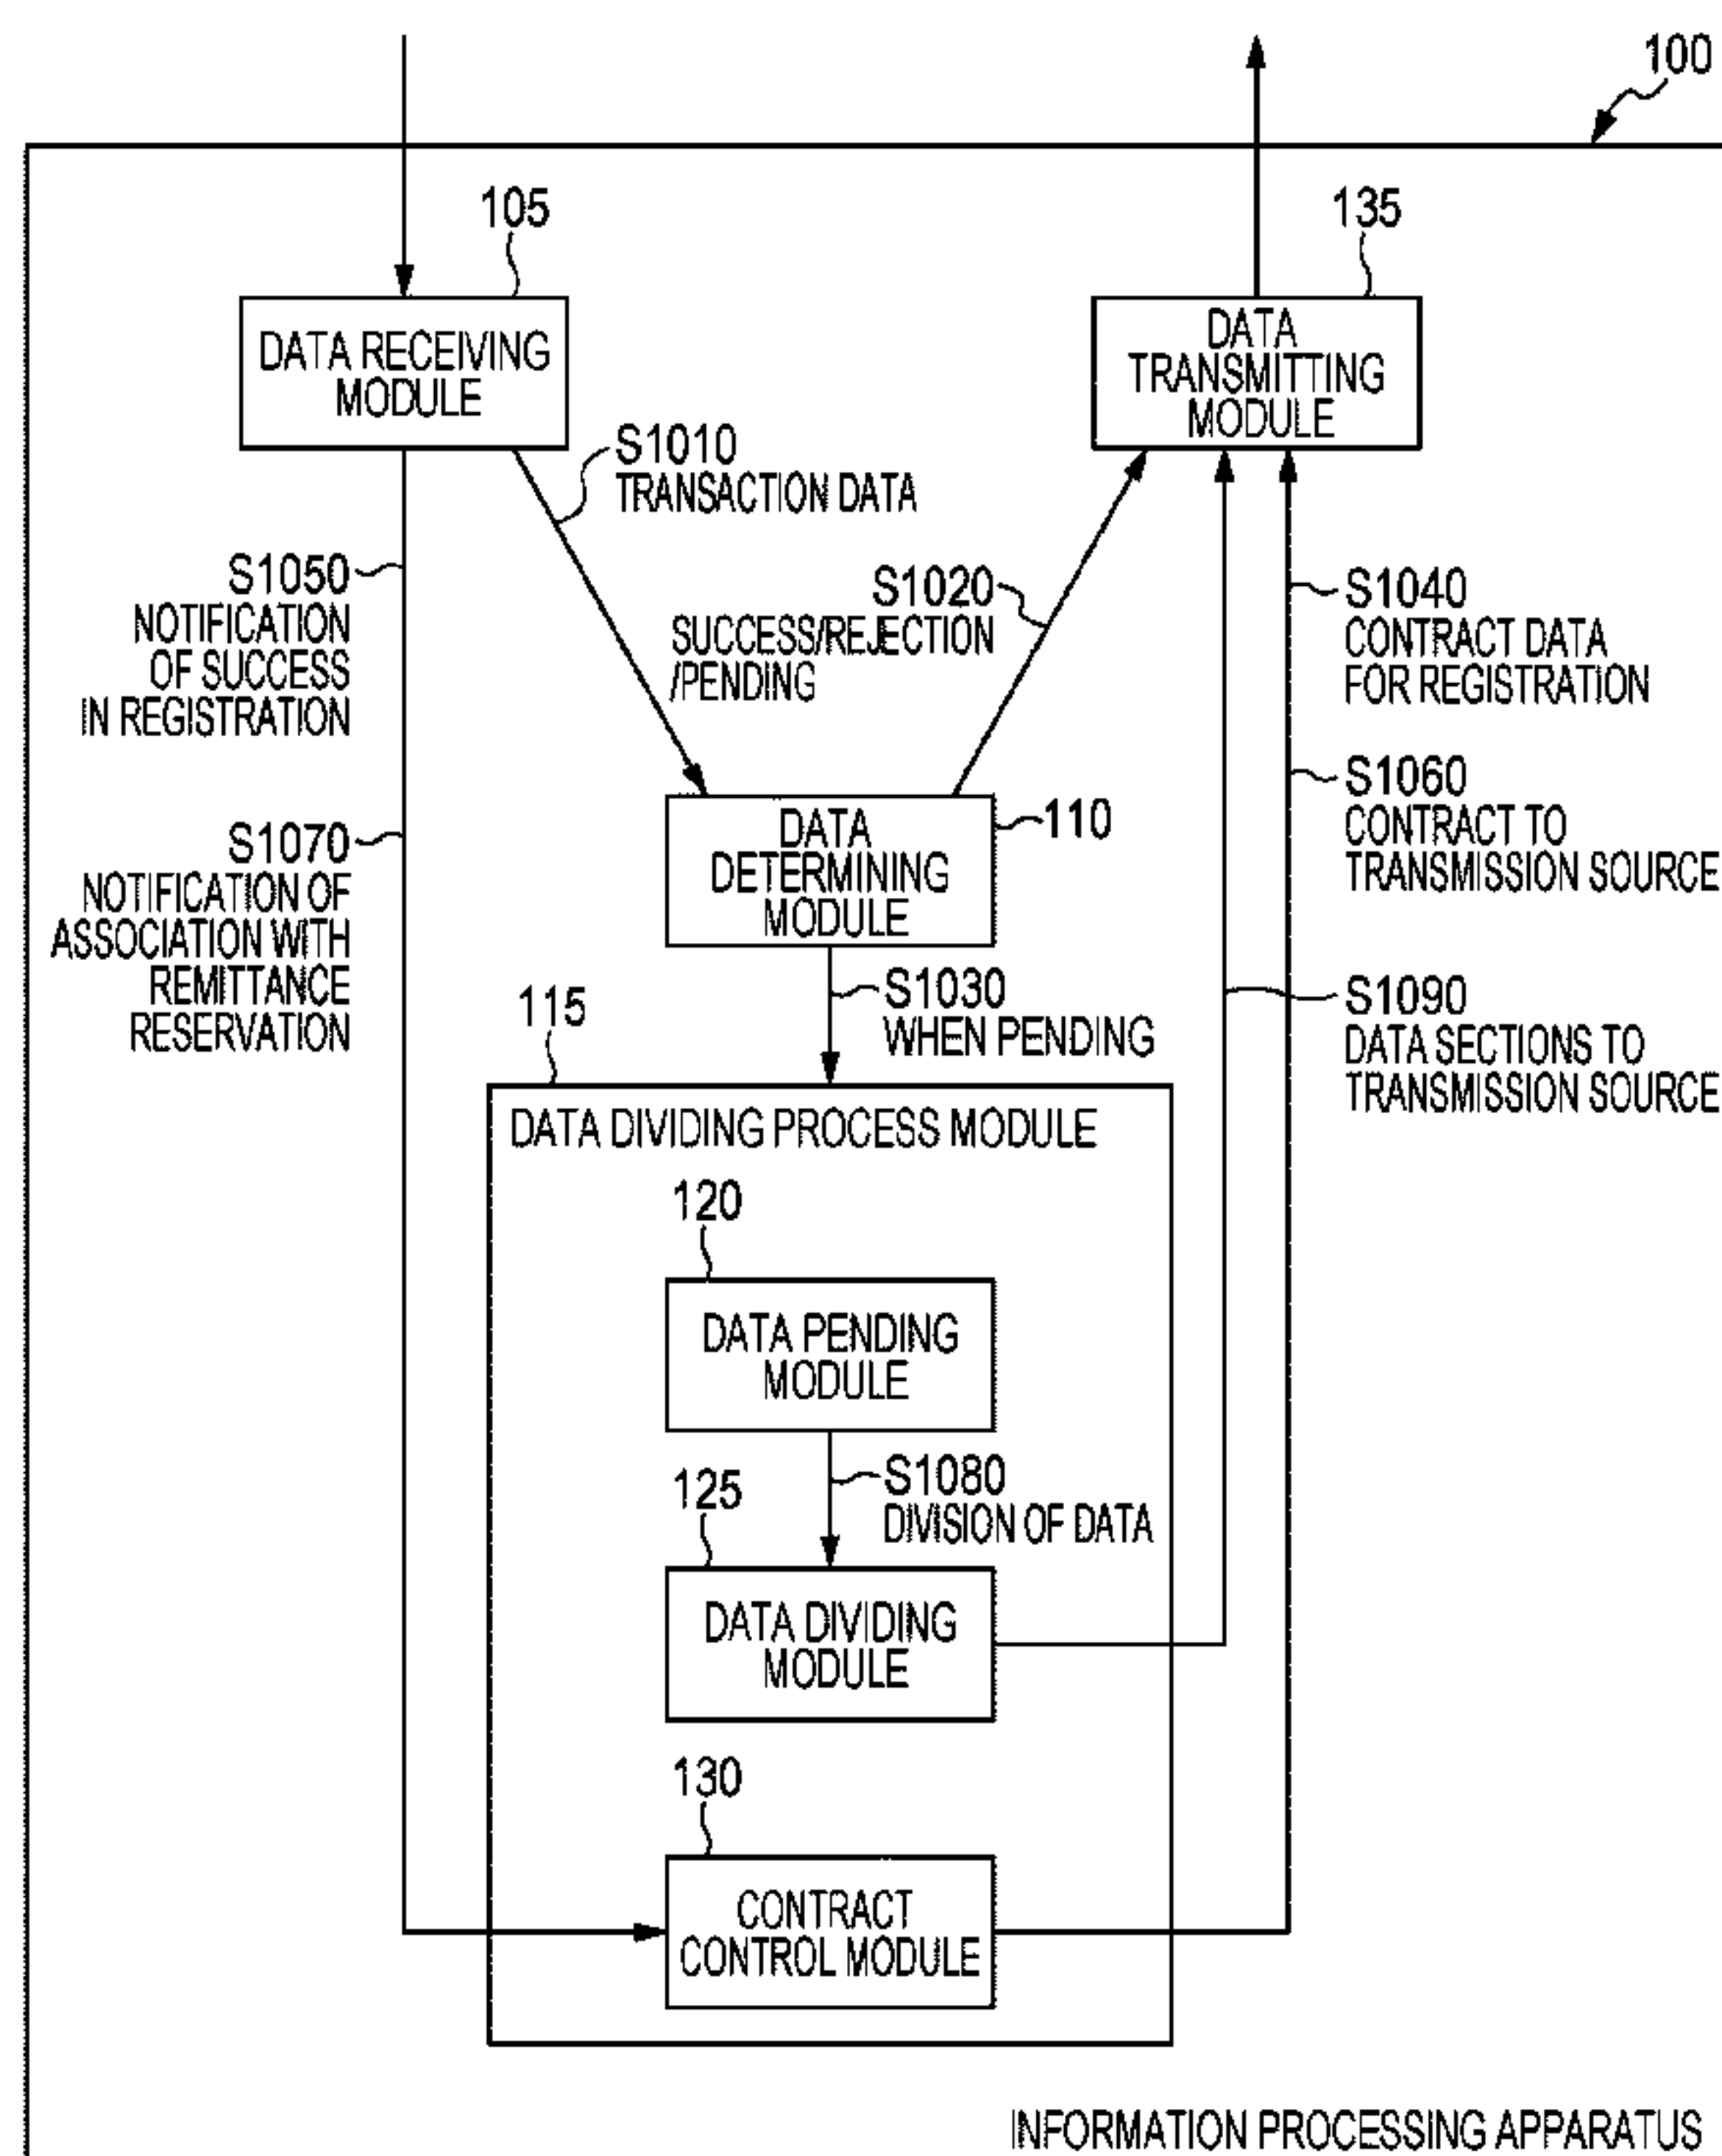 100
105
135
DATA RECEIVING
MODULE
DATA
TRANSMITTING
MODULE
S1010
TRANSACTION DATA
S1050
NOTIFICATION
OF SUCCESS
IN REGISTRATION
S1020
SUCCESS/REJECTION
/PENDING
S1040
CONTRACT DATA
FOR REGISTRATION
S1060
CONTRACT TO
TRANSMISSION SOURCE
S1070
NOTIFICATION OF
ASSOCIATION WITH
REMITTANCE
RESERVATION
DATA
DETERMINING
MODULE
110
S1030
WHEN PENDING
S1090
DATA SECTIONS TO
TRANSMISSION SOURCE
115
DATA DIVIDING PROCESS MODULE
120
DATA PENDING
MODULE
S1080
DIVISION OF DATA
125
DATA DIVIDING
MODULE
130
CONTRACT
CONTROL MODULE
INFORMATION PROCESSING APPARATUS